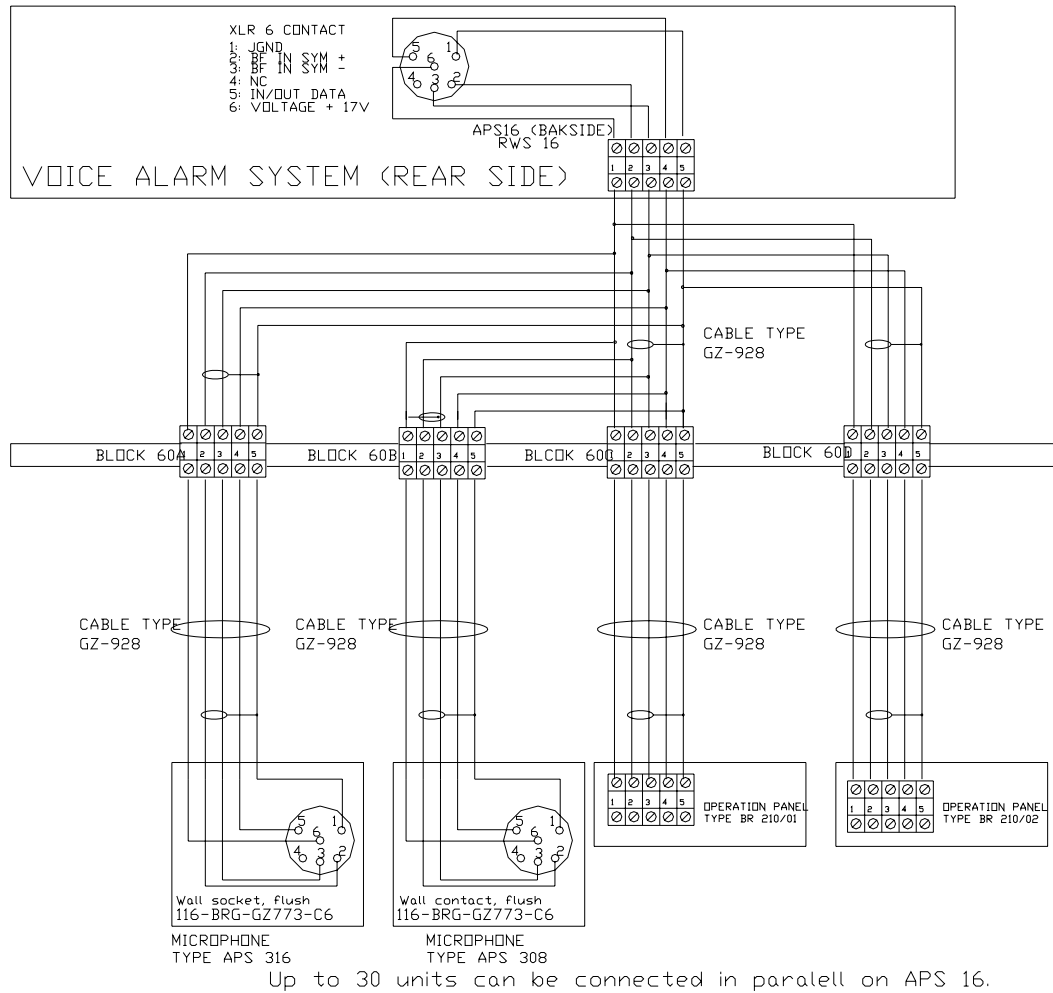 XLR 6 CONTACT
1: JGND
2: BF IN SYM +
3: BF IN SYM -
4: NC
5: IN/OUT DATA
6: VOLTAGE + 17V
5 1
6
4 3 2
APS16 (BAKSIDE)
RWS 16
1 2 3 4 5
VOICE ALARM SYSTEM (REAR SIDE)
CABLE TYPE
GZ-928
BLOCK 60A
2 3 4 5
BLOCK 60B
1 2 3 4 5
BLCOK 60C
2 3 4 5
BLOCK 60D
2 3 4 5
CABLE TYPE
GZ-928
CABLE TYPE
GZ-928
CABLE TYPE
GZ-928
CABLE TYPE
GZ-928
1 2 3 4 5
OPERATION PANEL
TYPE BR 210/01
1 2 3 4 5
OPERATION PANEL
TYPE BR 210/02
5 1
6
4 3 2
5 1
6
4 3 2
Wall socket, flush
116-BRG-GZ773-C6
Wall contact, flush
116-BRG-GZ773-C6
MICROPHONE
TYPE APS 316
MICROPHONE
TYPE APS 308
Up to 30 units can be connected in paralell on APS 16.